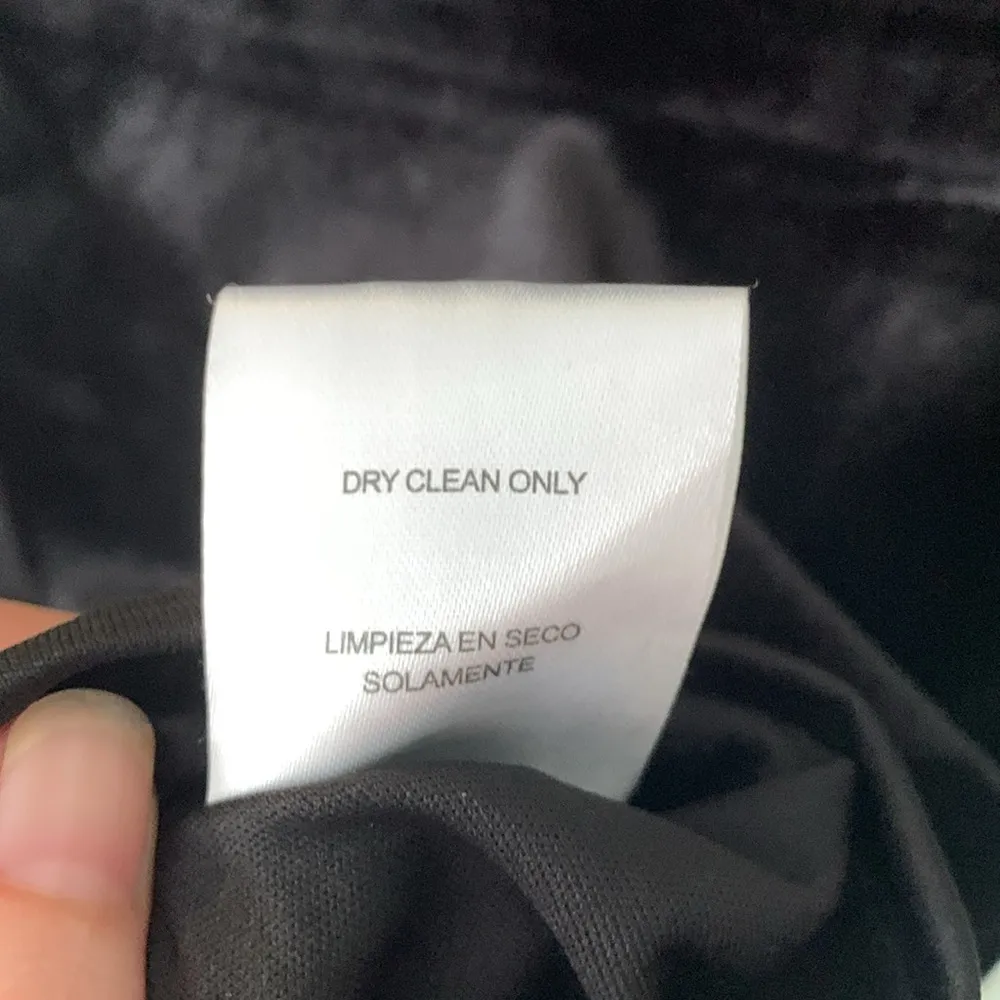 DRY CLEAN ONLY
LIMPIEZA EN SECO
SOLAMENTE